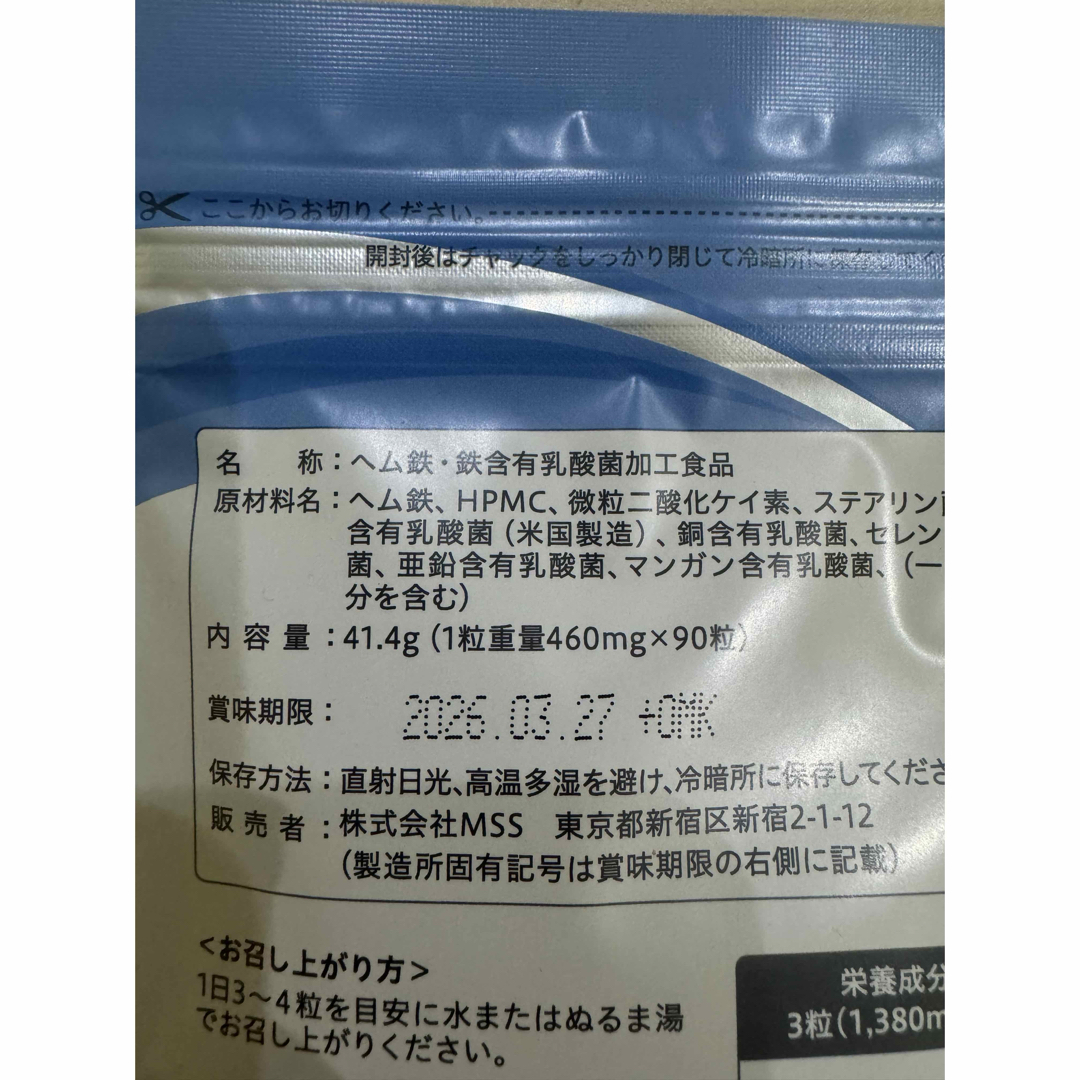 ここからお切りください。
開封後はチャックをしっかり閉じて冷暗所に保存し
名 称：ヘム鉄・鉄含有乳酸菌加工食品
原材料名：ヘム鉄、HPMC、微粒二酸化ケイ素、ステアリン
含有乳酸菌（米国製造）、銅含有乳酸菌、セレン
菌、亜鉛含有乳酸菌、マンガン含有乳酸菌、（一
分を含む）
内容量：41.4g（1粒重量460mg×90粒）
賞味期限： 2026.03.27 +OMK
保存方法：直射日光、高温多湿を避け、冷暗所に保存してくださ
販売者：株式会社MSS 東京都新宿区新宿2-1-12
（製造所固有記号は賞味期限の右側に記載）
<お召し上がり方>
1日3〜4粒を目安に水またはぬるま湯
でお召し上がりください。
栄養成分
3粒（1,380m